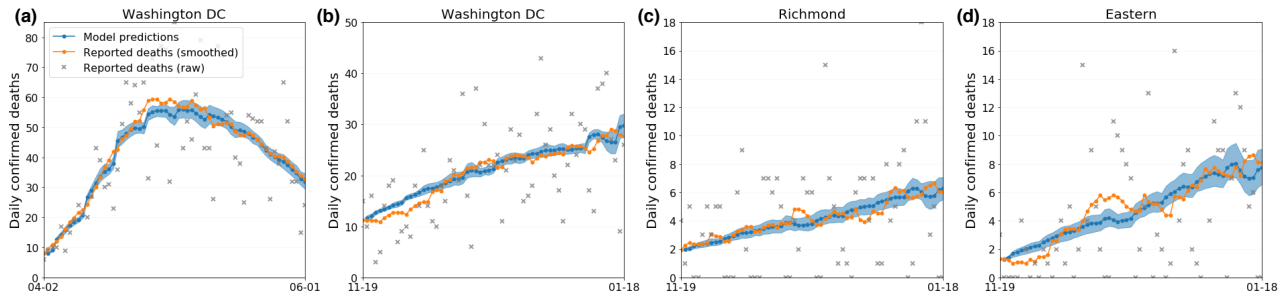 (a)
Washington DC
Daily confirmed deaths
80
70
60
50
40
30
20
10
0
04-02
06-01
Model predictions
Reported deaths (smoothed)
Reported deaths (raw)
(b)
Washington DC
Daily confirmed deaths
50
40
30
20
10
0
11-19
01-18
(c)
Richmond
Daily confirmed deaths
18
16
14
12
10
8
6
4
2
0
11-19
01-18
(d)
Eastern
Daily confirmed deaths
18
16
14
12
10
8
6
4
2
0
11-19
01-18